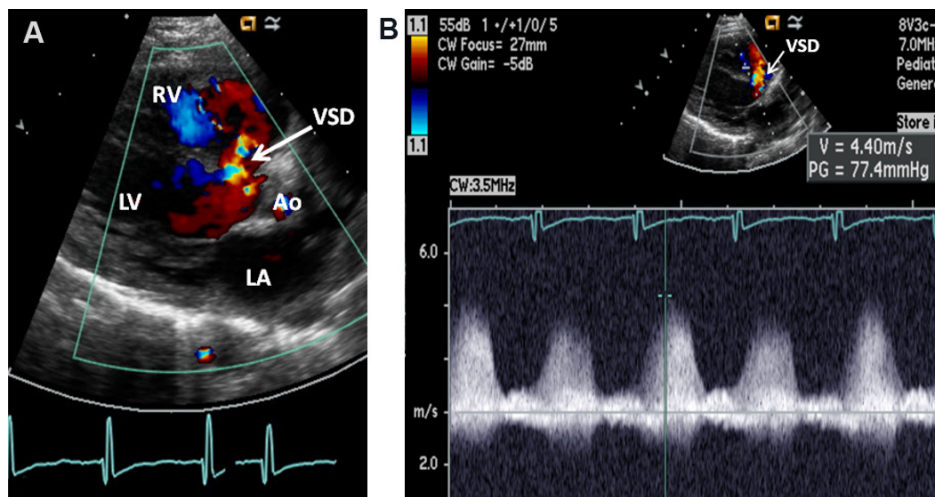 A
RV
VSD
LV
Ao
LA
B
1.1
1.1
55dB 1 •/+1/0/5
CW Focus= 27mm
CW Gain= -5dB
VSD
8V3c-
7.0MH
Pediat
Genera
Store i
V = 4.40m/s
PG = 77.4mmHg
CW:3.5MHz
6.0
m/s
2.0